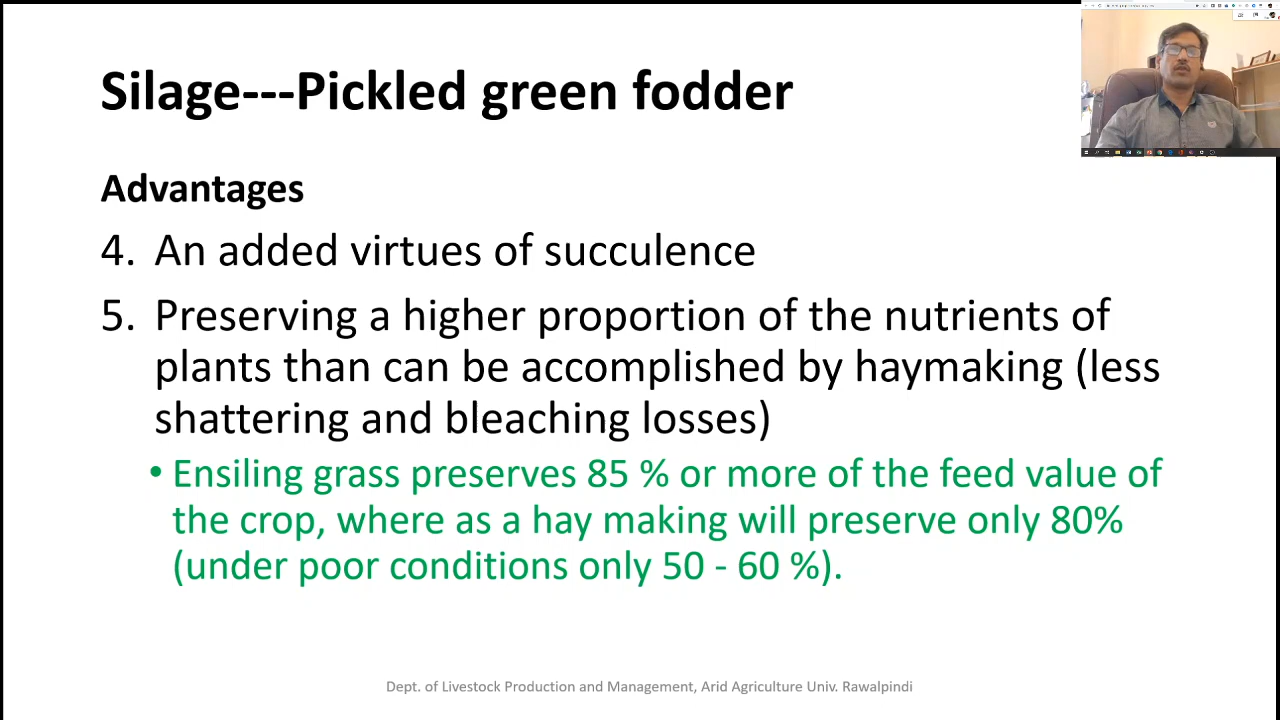 Silage---Pickled green fodder
Advantages
4. An added virtues of succulence
5. Preserving a higher proportion of the nutrients of
plants than can be accomplished by haymaking (less
shattering and bleaching losses)
• Ensiling grass preserves 85 % or more of the feed value of
the crop, where as a hay making will preserve only 80%
(under poor conditions only 50 - 60 %).
Dept. of Livestock Production and Management, Arid Agriculture Univ. Rawalpindi